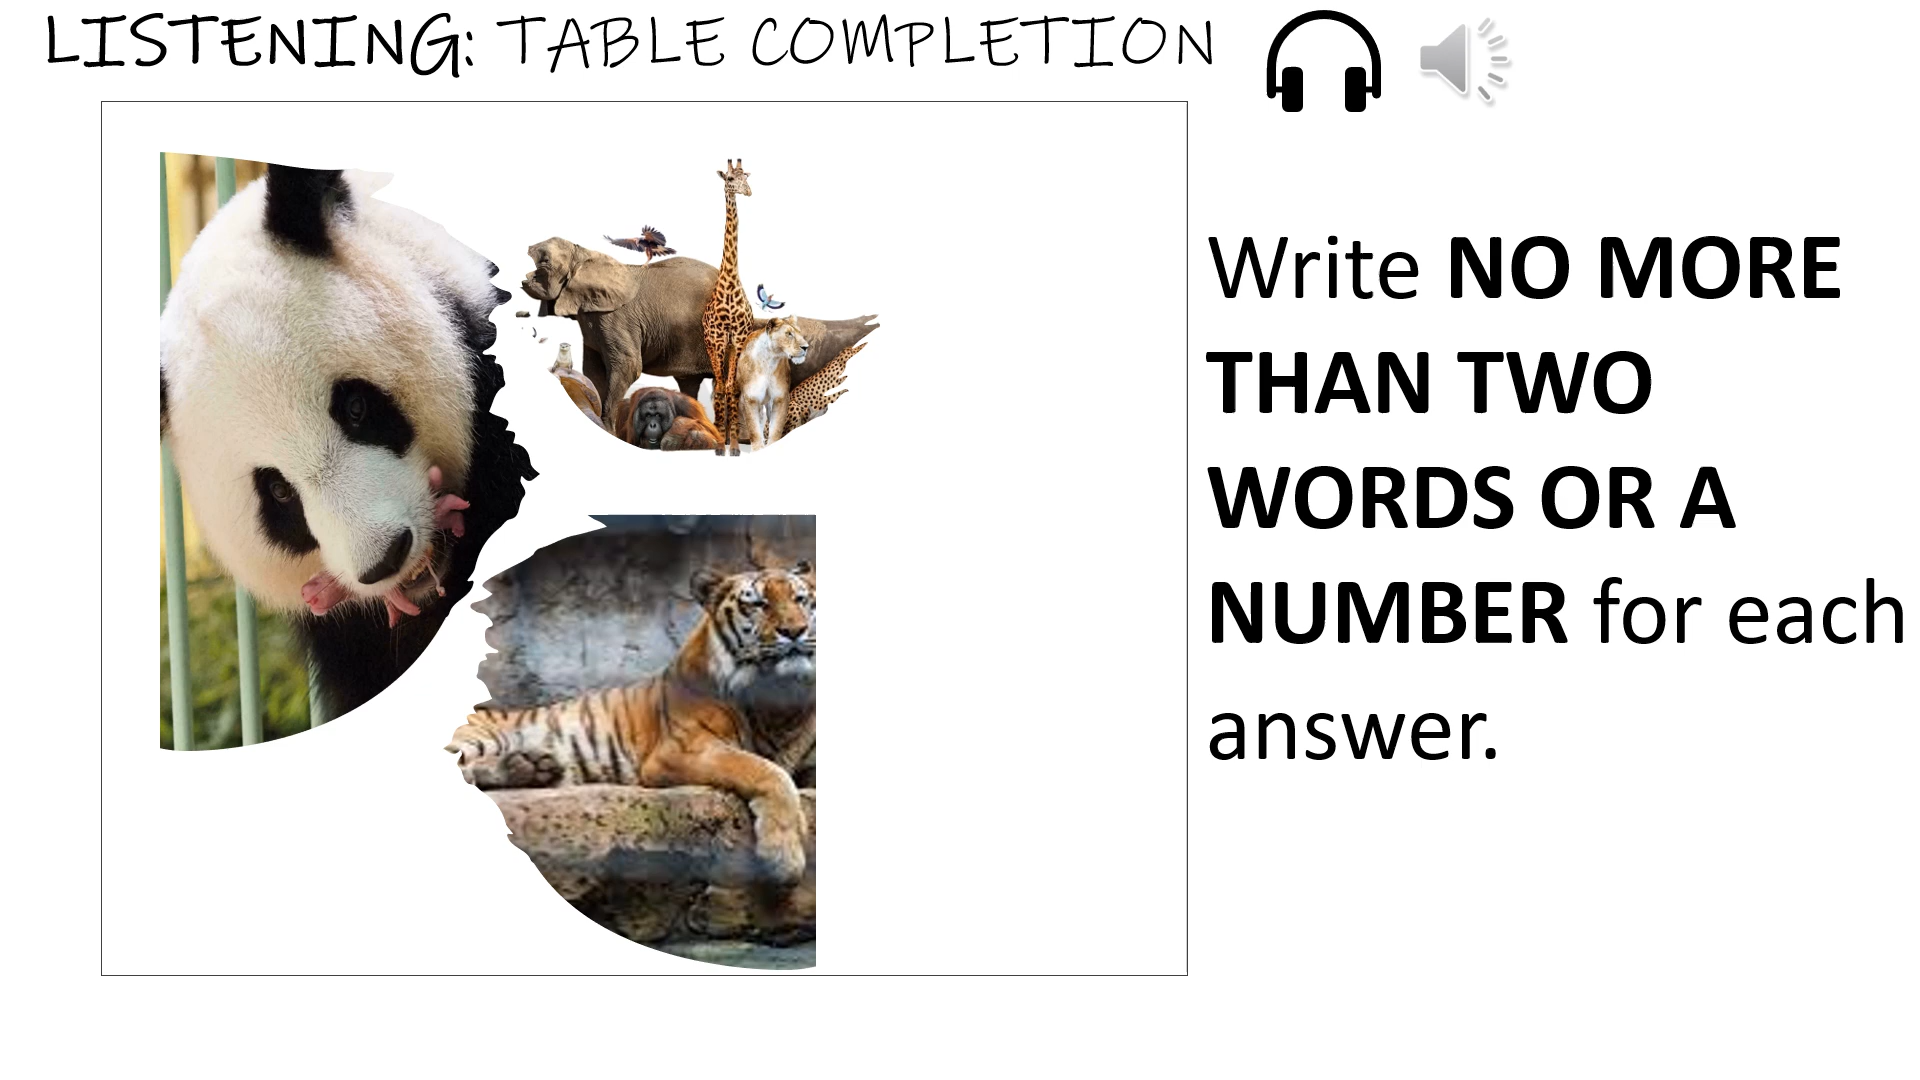 LISTENING: TABLE COMPLETION
Write NO MORE
THAN TWO
WORDS OR A
NUMBER for each
answer.